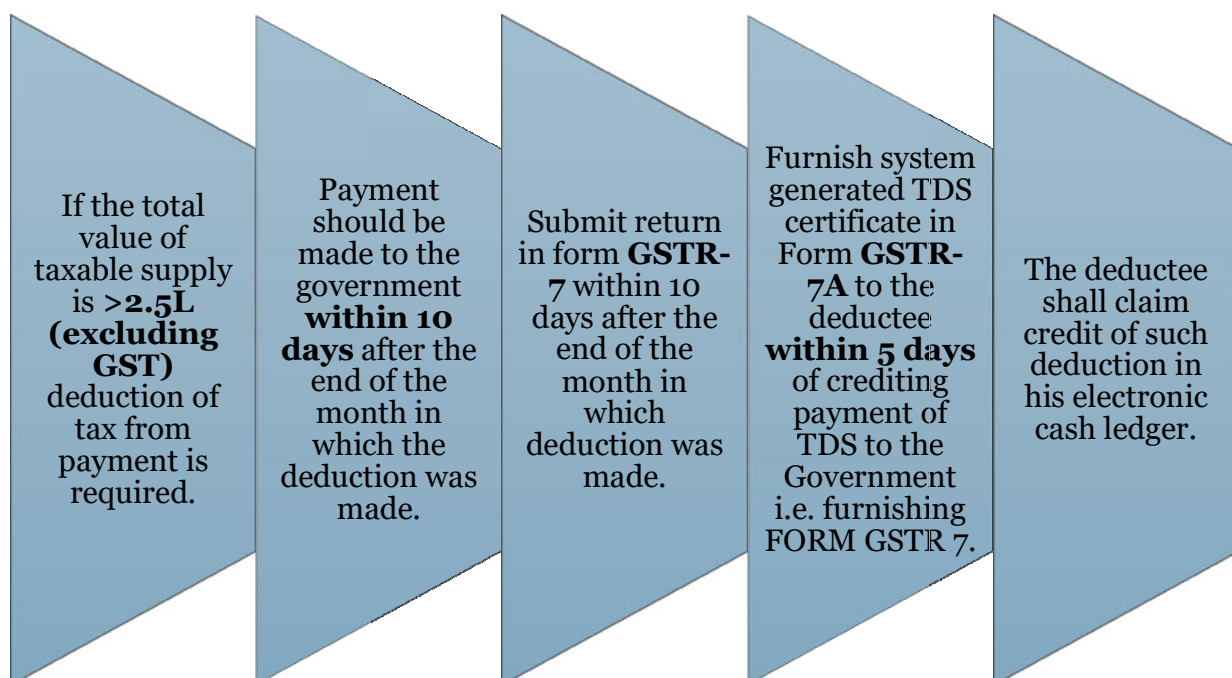 If the total
value of
taxable supply
is >2.5L
(excluding
GST)
deduction of
tax from
payment is
required.
Payment
should be
made to the
government
within 10
days after the
end of the
month in
which the
deduction was
made.
Submit return
in form GSTR-
7 within 10
days after the
end of the
month in
which
deduction was
made.
Furnish system
generated TDS
certificate in
Form GSTR-
7A to the
deductee
within 5 days
of crediting
payment of
TDS to the
Government
i.e. furnishing
FORM GSTR 7.
The deductee
shall claim
credit of such
deduction in
his electronic
cash ledger.